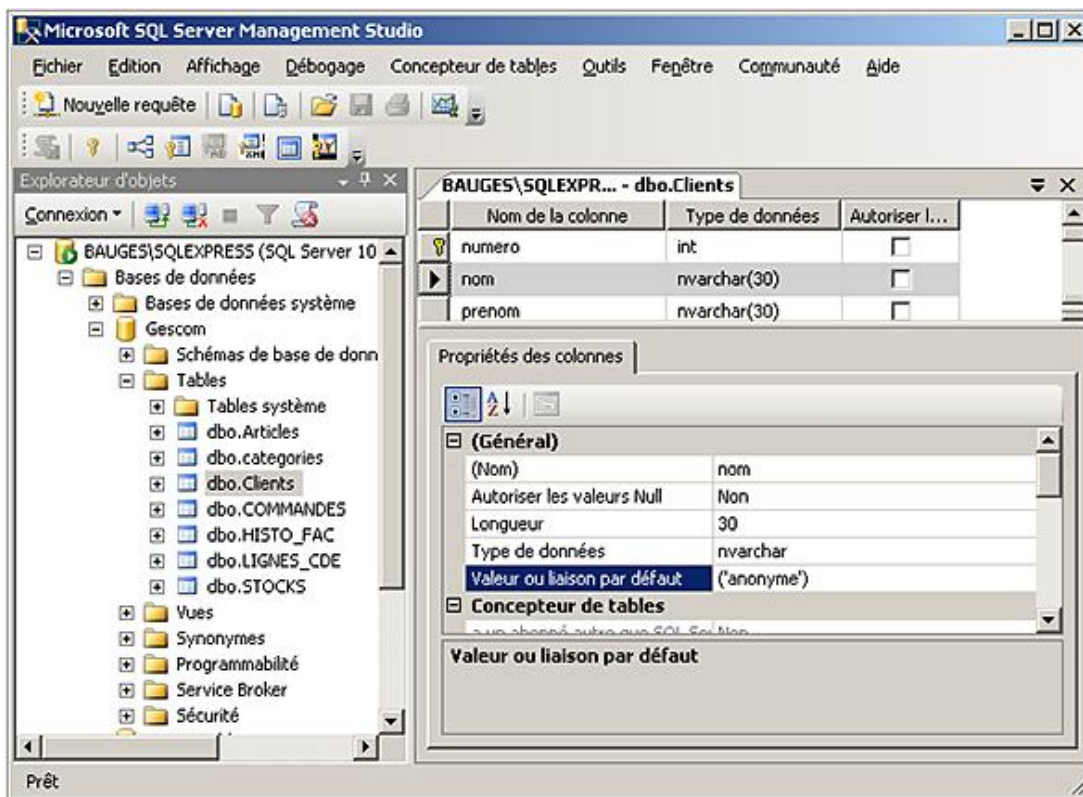 Microsoft SQL Server Management Studio
Fichier Edition Affichage Débogage Concepteur de tables Outils Fenêtre Communauté Aide
Nouvelle requête
Explorateur d'objets
Connexion
BAUGES\SQLEXPRESS (SQL Server 10
Bases de données
Bases de données système
Gescom
Schémas de base de donn
Tables
Tables système
dbo.Articles
dbo.categories
dbo.Clients
dbo.COMMANDES
dbo.HISTO_FAC
dbo.LIGNES_CDE
dbo.STOCKS
Vues
Synonymes
Programmabilité
Service Broker
Sécurité
BAUGES\SQLEXPR... - dbo.Clients
Nom de la colonne Type de données Autoriser l...
numero int
nom nvarchar(30)
prenom nvarchar(30)
Propriétés des colonnes
(Général)
(Nom) nom
Autoriser les valeurs Null Non
Longueur 30
Type de données nvarchar
Valeur ou liaison par défaut ('anonyme')
Concepteur de tables
Valeur ou liaison par défaut
Prêt